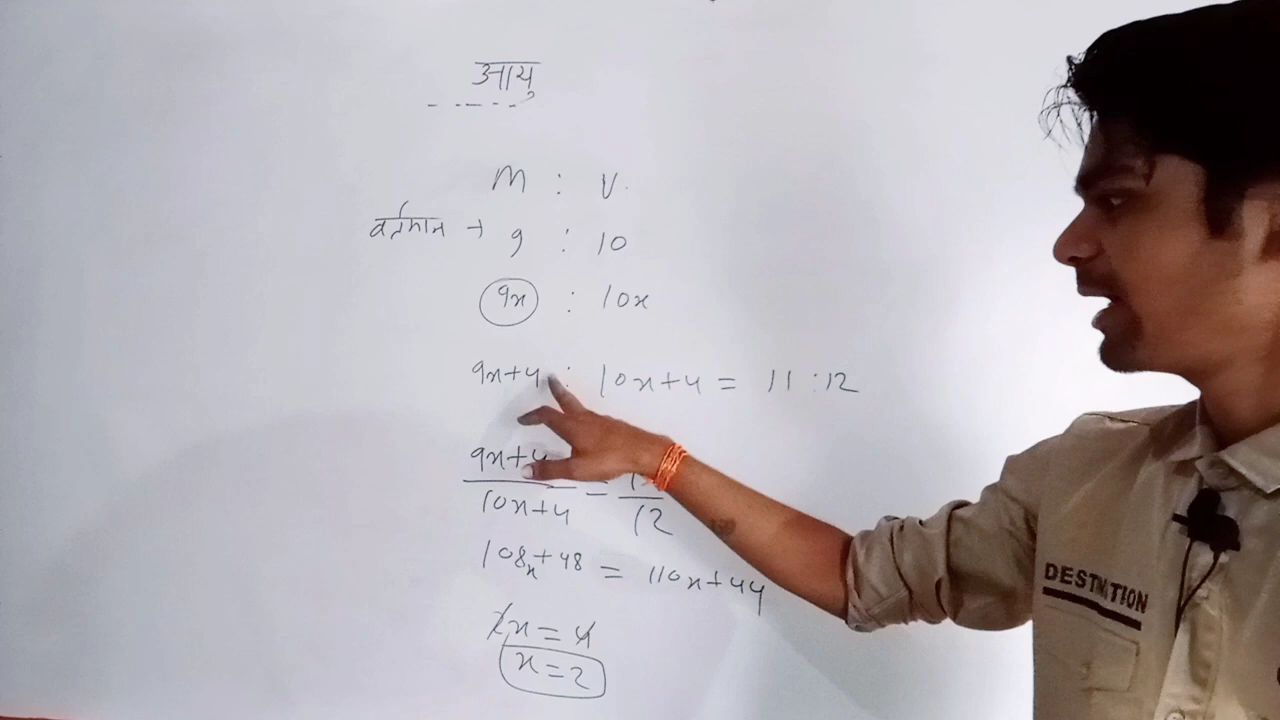 आयु
M : V.
वर्तमान → 9 : 10
9x : 10x
9x+4 : 10x+4 = 11 : 12
9x+4
10x+4 = 12
108x+48 = 110x+44
2x = 4
x = 2
DESTINATION